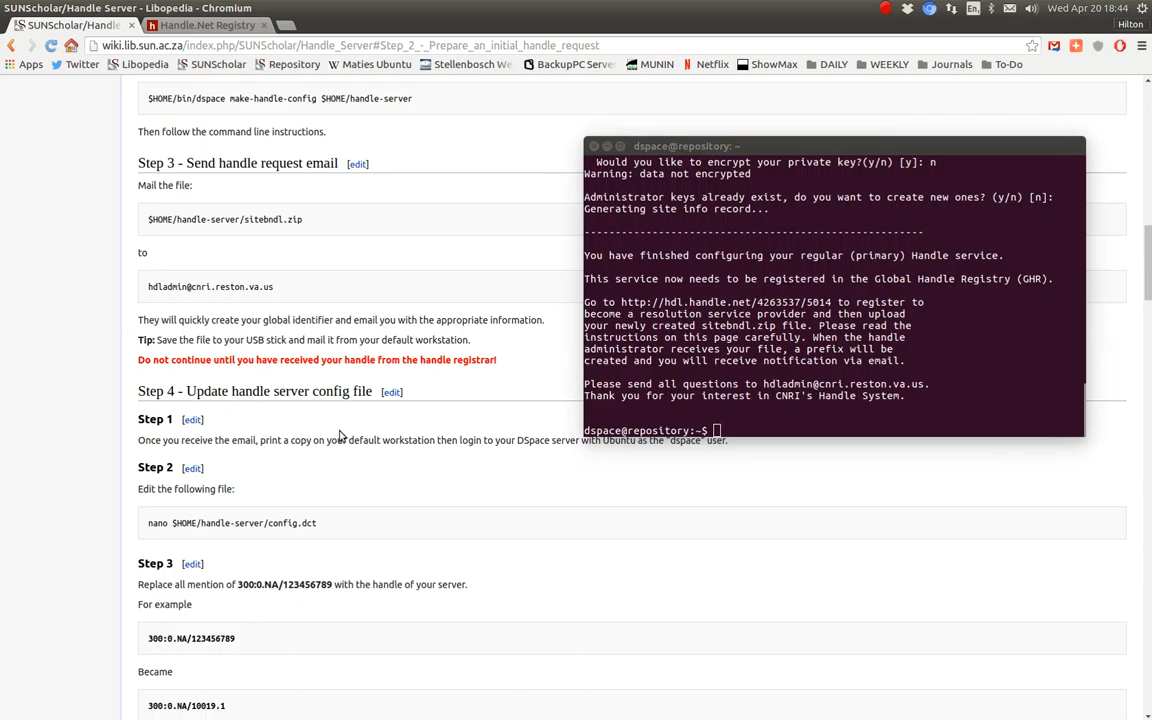 SUNScholar/Handle Server - Libopedia - Chromium
En
Wed Apr 20 18:44
SUNScholar/Handle
Handle.Net Registry
Hilton
wiki.lib.sun.ac.za/index.php/SUNScholar/Handle_Server#Step_2_-_Prepare_an_initial_handle_request
Apps Twitter Libopedia SUNScholar Repository Maties Ubuntu Stellenbosch We BackupPC Server MUNIN Netflix ShowMax DAILY WEEKLY Journals To-Do
$HOME/bin/dspace make-handle-config $HOME/handle-server
Then follow the command line instructions.
Step 3 - Send handle request email [edit]
Mail the file:
$HOME/handle-server/sitebndl.zip
to
hdladmin@cnri.reston.va.us
They will quickly create your global identifier and email you with the appropriate information.
Tip: Save the file to your USB stick and mail it from your default workstation.
Do not continue until you have received your handle from the handle registrar!
Step 4 - Update handle server config file [edit]
Step 1 [edit]
Once you receive the email, print a copy on your default workstation then login to your DSpace server with Ubuntu as the "dspace" user.
Step 2 [edit]
Edit the following file:
nano $HOME/handle-server/config.dct
Step 3 [edit]
Replace all mention of 300:0.NA/123456789 with the handle of your server.
For example
300:0.NA/123456789
Became
300:0.NA/10019.1
dspace@repository: ~
Would you like to encrypt your private key?(y/n) [y]: n
Warning: data not encrypted
Administrator keys already exist, do you want to create new ones? (y/n) [n]:
Generating site info record...
-------------------------------------------------------
You have finished configuring your regular (primary) Handle service.
This service now needs to be registered in the Global Handle Registry (GHR).
Go to http://hdl.handle.net/4263537/5014 to register to
become a resolution service provider and then upload
your newly created sitebndl.zip file. Please read the
instructions on this page carefully. When the handle
administrator receives your file, a prefix will be
created and you will receive notification via email.
Please send all questions to hdladmin@cnri.reston.va.us.
Thank you for your interest in CNRI's Handle System.
dspace@repository:~$